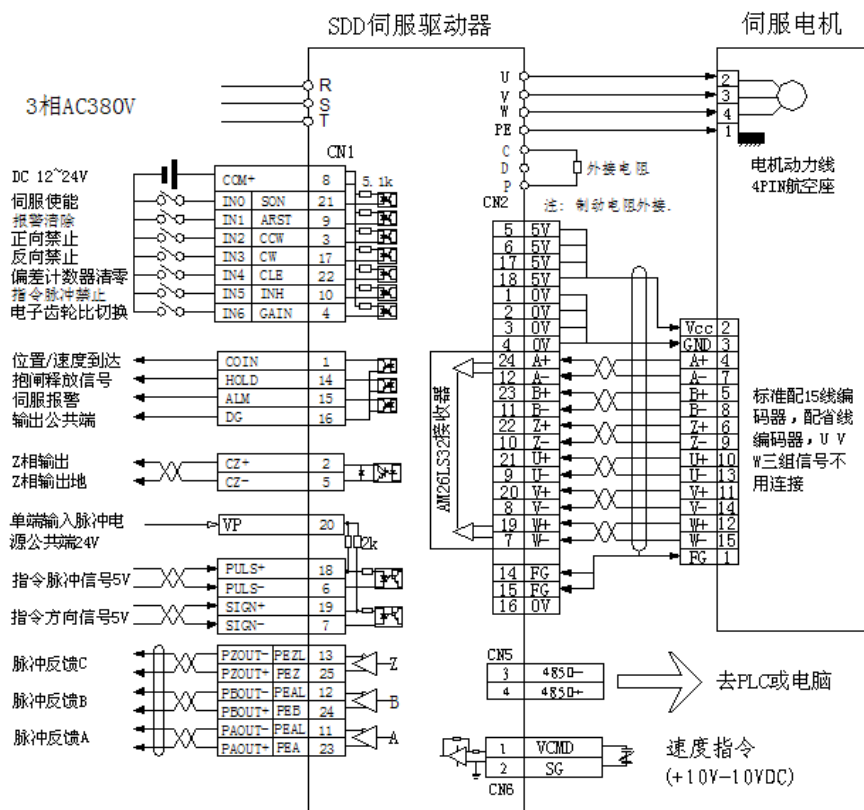 SDD伺服驱动器
伺服电机
3相AC380V
R
S
T
U
V
W
PE
2
3
4
1
C
D
P
外接电阻
注: 制动电阻外接.
电机动力线
4PIN航空座
CN1
DC 12~24V COM+ 8 5.1k
伺服使能 IN0 SON 21
报警清除 IN1 ARST 9
正向禁止 IN2 CCW 3
反向禁止 IN3 CW 17
偏差计数器清零 IN4 CLE 22
指令脉冲禁止 IN5 INH 10
电子齿轮比切换 IN6 GAIN 4
位置/速度到达 COIN 1
抱闸释放信号 HOLD 14
伺服报警 ALM 15
输出公共端 DG 16
Z相输出 CZ+ 2
Z相输出地 CZ- 5
单端输入脉冲电
源公共端24V
VP 20
2k
指令脉冲信号5V
PULS+ 18
PULS- 6
指令方向信号5V
SIGN+ 19
SIGN- 7
脉冲反馈C
PZOUT- PEZL 13
PZOUT+ PEZ 25
Z
脉冲反馈B
PBOUT- PEAL 12
PBOUT+ PEB 24
B
脉冲反馈A
PAOUT- PEAL 11
PAOUT+ PEA 23
A
CN2
5 5V
6 5V
17 5V
18 5V
1 0V
2 0V
3 0V
4 0V
24 A+
12 A-
23 B+
11 B-
22 Z+
10 Z-
21 U+
9 U-
20 V+
8 V-
19 W+
7 W-
14 FG
15 FG
16 0V
AM26LS32接收器
Vcc 2
GND 3
A+ 4
A- 7
B+ 5
B- 8
Z+ 6
Z- 9
U+ 10
U- 13
V+ 11
V- 14
W+ 12
W- 15
FG 1
标准配15线编
码器，配省线
编码器，U V
W三组信号不
用连接
CN5
3 485D-
4 485D+
去PLC或电脑
1 VCMD
2 SG
CN6
速度指令
(+10V-10VDC)